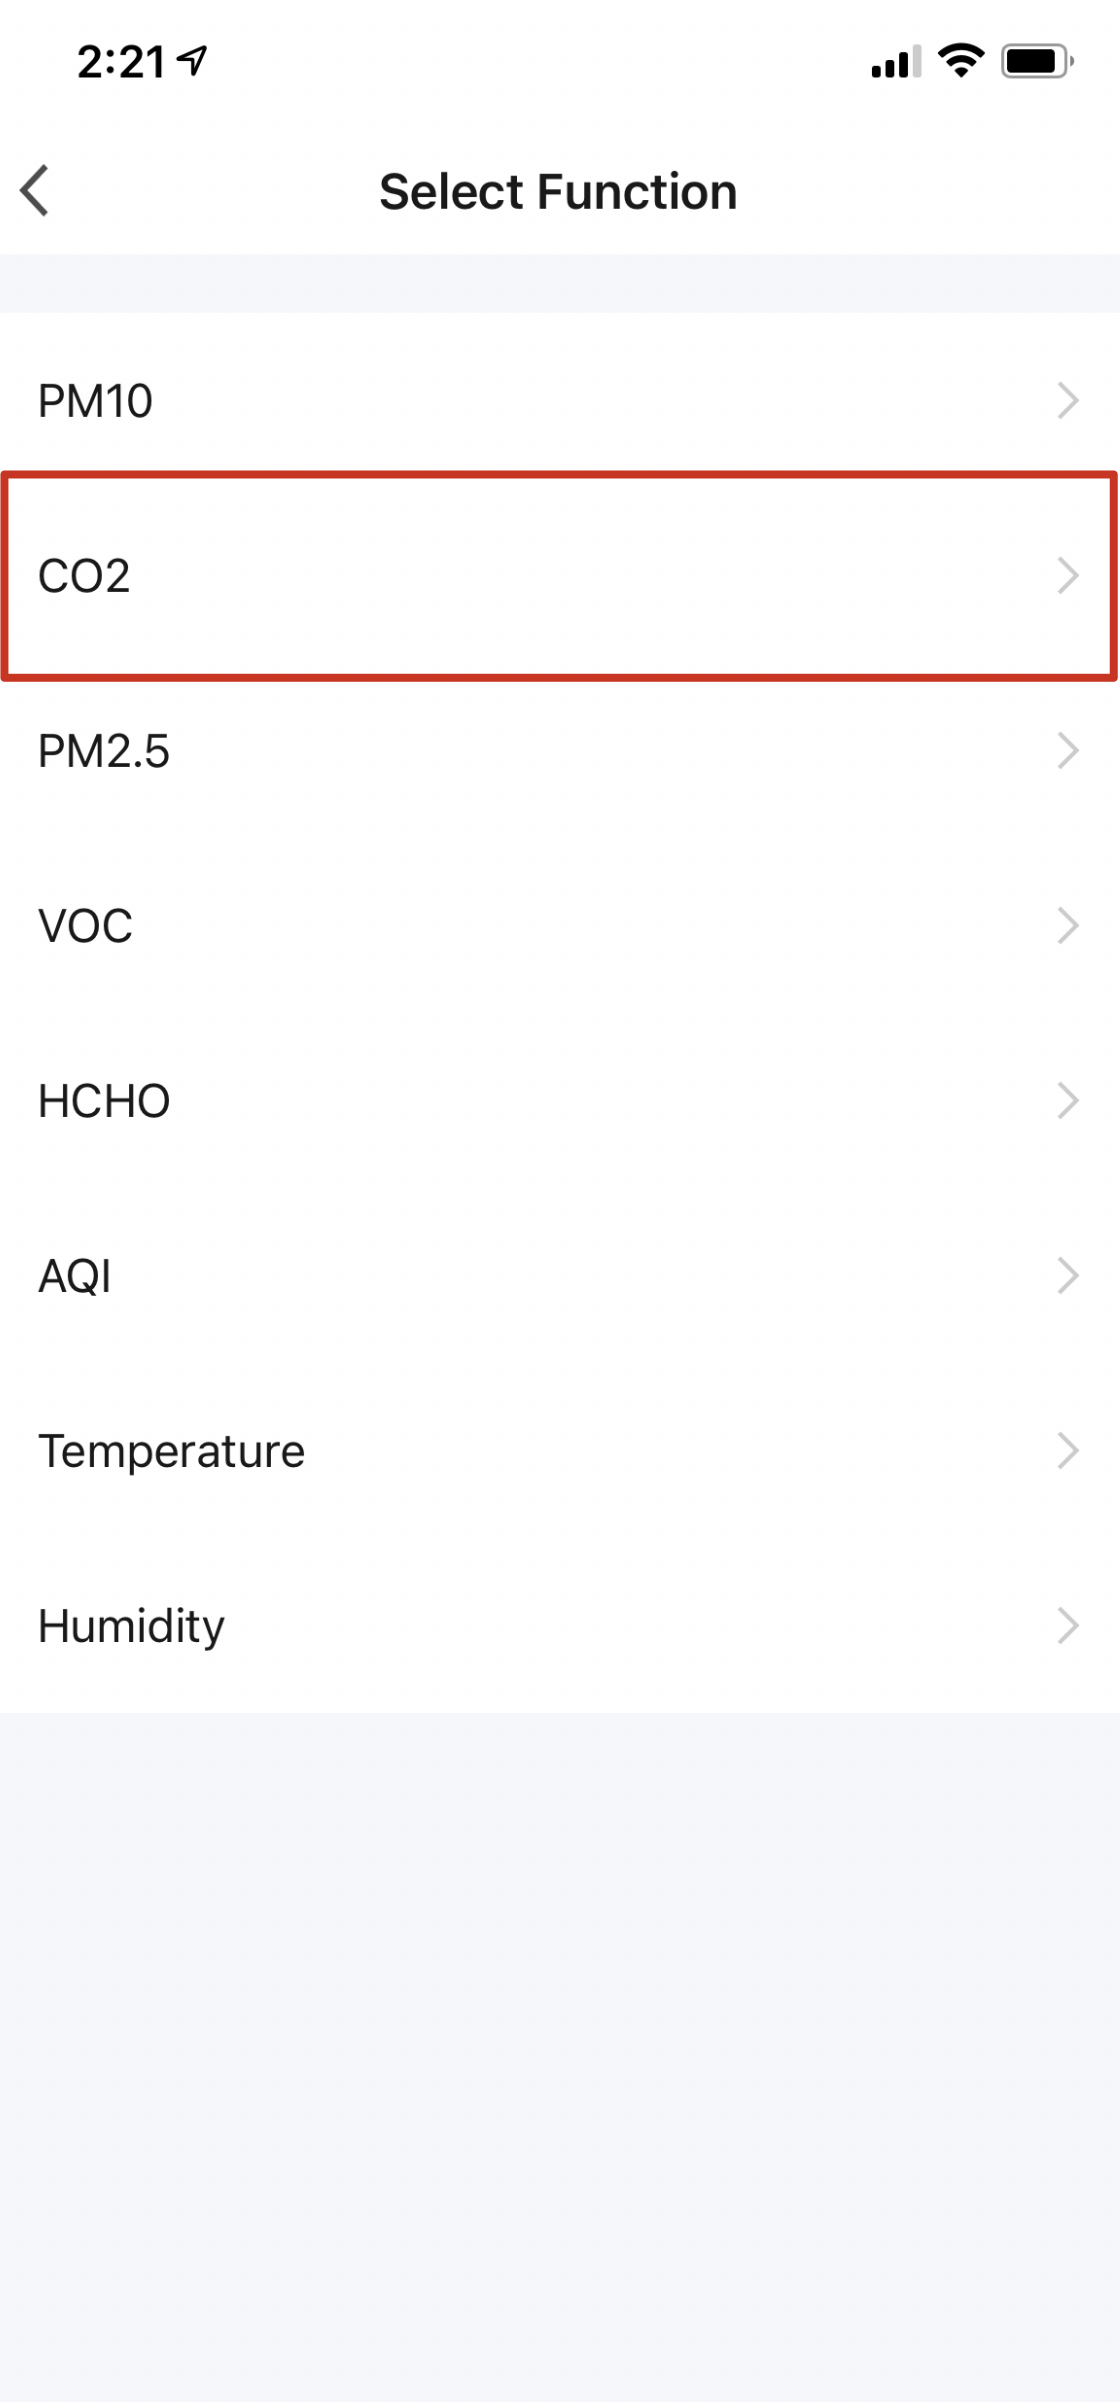 2:21
Select Function
PM10
CO2
PM2.5
VOC
HCHO
AQI
Temperature
Humidity